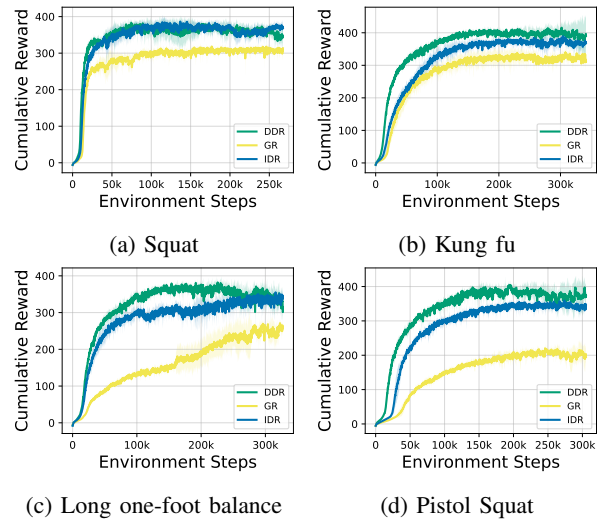 Cumulative Reward
400
300
200
100
0
0 50k 100k 150k 200k 250k
Environment Steps
DDR
GR
IDR
(a) Squat
Cumulative Reward
400
300
200
100
0
0 100k 200k 300k
Environment Steps
DDR
GR
IDR
(b) Kung fu
Cumulative Reward
400
300
200
100
0
0 100k 200k 300k
Environment Steps
DDR
GR
IDR
(c) Long one-foot balance
Cumulative Reward
400
300
200
100
0
0 50k 100k 150k 200k 250k 300k
Environment Steps
DDR
GR
IDR
(d) Pistol Squat